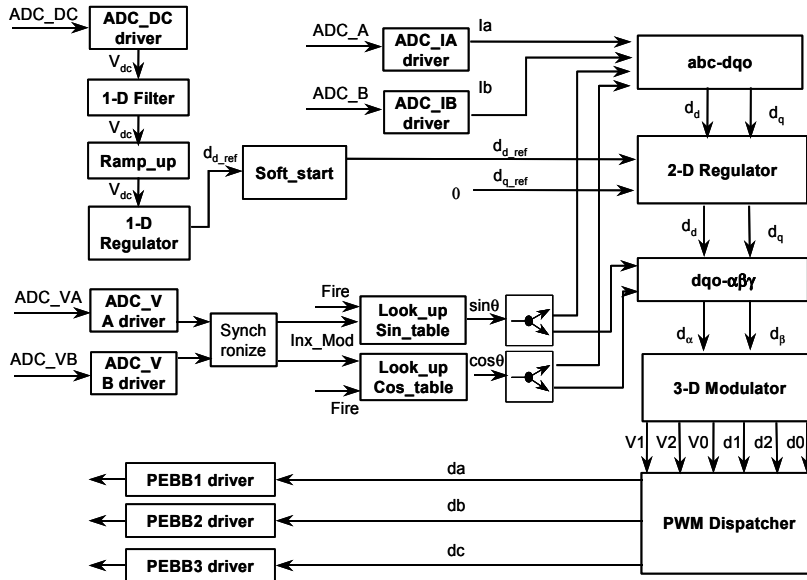 ADC_DC
ADC_DC
driver
Vdc
1-D Filter
Vdc
Ramp_up
Vdc
1-D
Regulator
dd_ref
Soft_start
ADC_A
ADC_IA
driver
Ia
ADC_B
ADC_IB
driver
Ib
abc-dqo
dd
dq
dd_ref
0
dq_ref
2-D Regulator
dd
dq
dqo-αβγ
dα
dβ
3-D Modulator
ADC_VA
ADC_V
A driver
ADC_VB
ADC_V
B driver
Synch
ronize
Fire
Inx_Mod
Fire
Look_up
Sin_table
sinθ
Look_up
Cos_table
cosθ
V1
V2
V0
d1
d2
d0
PWM Dispatcher
da
PEBB1 driver
db
PEBB2 driver
dc
PEBB3 driver